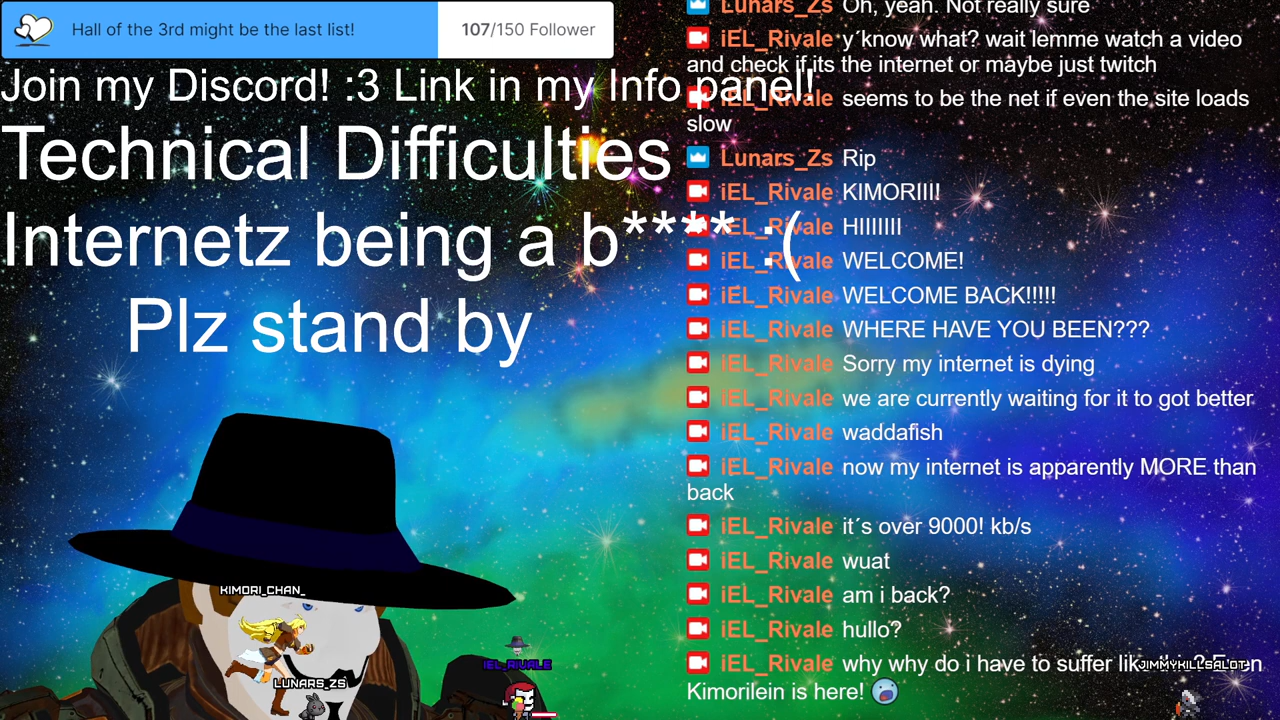 Hall of the 3rd might be the last list!
107/150 Follower
Join my Discord! :3 Link in my Info panel!
Technical Difficulties
Internetz being a b**** :(
Plz stand by
Lunars_Zs Oh, yeah. Not really sure
iEL_Rivale y´know what? wait lemme watch a video
and check if its the internet or maybe just twitch
iEL_Rivale seems to be the net if even the site loads
slow
Lunars_Zs Rip
iEL_Rivale KIMORIII!
iEL_Rivale HIIIIIII
iEL_Rivale WELCOME!
iEL_Rivale WELCOME BACK!!!!!
iEL_Rivale WHERE HAVE YOU BEEN???
iEL_Rivale Sorry my internet is dying
iEL_Rivale we are currently waiting for it to got better
iEL_Rivale waddafish
iEL_Rivale now my internet is apparently MORE than
back
iEL_Rivale it´s over 9000! kb/s
iEL_Rivale wuat
iEL_Rivale am i back?
iEL_Rivale hullo?
iEL_Rivale why why do i have to suffer
Kimorilein is here!
KIMORI_CHAN_
LUNARS_ZS
IEL_RIVALE
JIMMYKILLSALOT